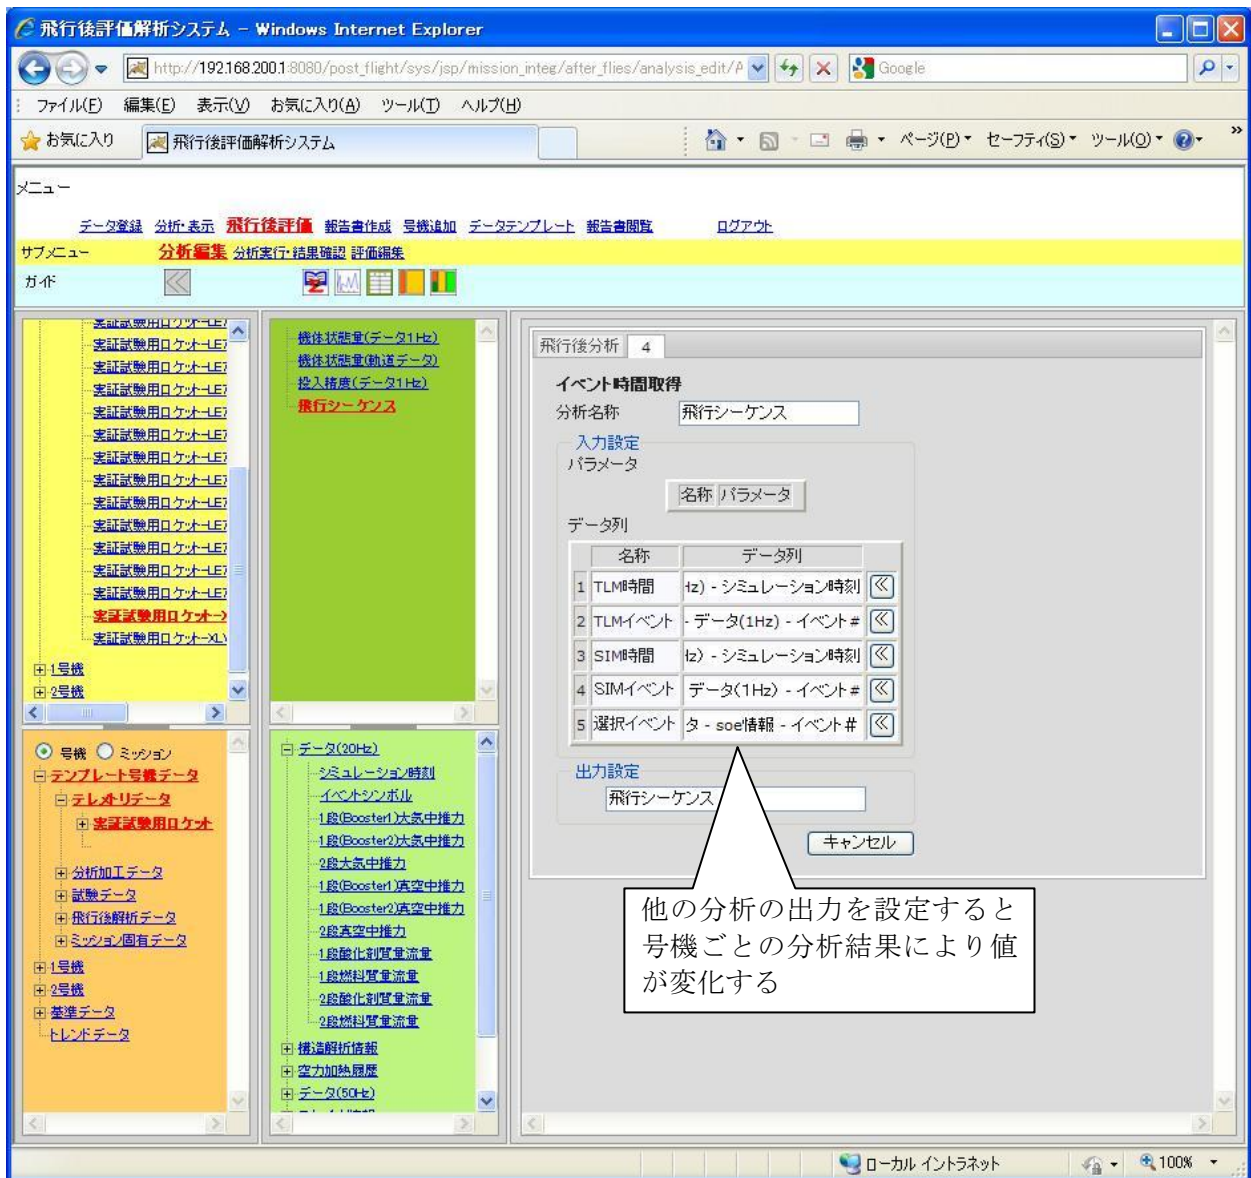 飛行後評価解析システム - Windows Internet Explorer
http://192.168.200.1:8080/post_flight/sys/jsp/mission_integ/after_flies/analysis_edit/A
Google
ファイル(F) 編集(E) 表示(V) お気に入り(A) ツール(T) ヘルプ(H)
お気に入り 飛行後評価解析システム ページ(P) セーフティ(S) ツール(O) »
メニュー
データ登録 分析・表示 飛行後評価 報告書作成 号機追加 データテンプレート 報告書閲覧 ログアウト
サブメニュー 分析編集 分析実行・結果確認 評価編集
ガイド
実証試験用ロケット-LE7
実証試験用ロケット-LE7
実証試験用ロケット-LE7
実証試験用ロケット-LE7
実証試験用ロケット-LE7
実証試験用ロケット-LE7
実証試験用ロケット-LE7
実証試験用ロケット-LE7
実証試験用ロケット-LE7
実証試験用ロケット-LE7
実証試験用ロケット-LE7
実証試験用ロケット-LE7
実証試験用ロケット-LE7
実証試験用ロケット-X
実証試験用ロケット-XL
1号機
2号機
機体状態量(データ1Hz)
機体状態量(軌道データ)
投入精度(データ1Hz)
飛行シーケンス
号機 ミッション
テンプレート号機データ
テレメトリデータ
実証試験用ロケット
分析加工データ
試験データ
飛行後解析データ
ミッション固有データ
1号機
2号機
基準データ
トレンドデータ
データ(20Hz)
シミュレーション時刻
イベントシンボル
1段(Booster1)大気中推力
1段(Booster2)大気中推力
2段大気中推力
1段(Booster1)真空中推力
1段(Booster2)真空中推力
2段真空中推力
1段酸化剤質量流量
1段燃料質量流量
2段酸化剤質量流量
2段燃料質量流量
構造解析情報
空力加熱履歴
データ(50Hz)
飛行後分析 4
イベント時間取得
分析名称 飛行シーケンス
入力設定
パラメータ
名称 パラメータ
データ列
名称 データ列
1 TLM時間 Hz) - シミュレーション時刻
2 TLMイベント - データ(1Hz) - イベント#
3 SIM時間 Hz) - シミュレーション時刻
4 SIMイベント データ(1Hz) - イベント#
5 選択イベント タ - soe情報 - イベント#
出力設定
飛行シーケンス
キャンセル
他の分析の出力を設定すると
号機ごとの分析結果により値
が変化する
ローカル イントラネット 100%